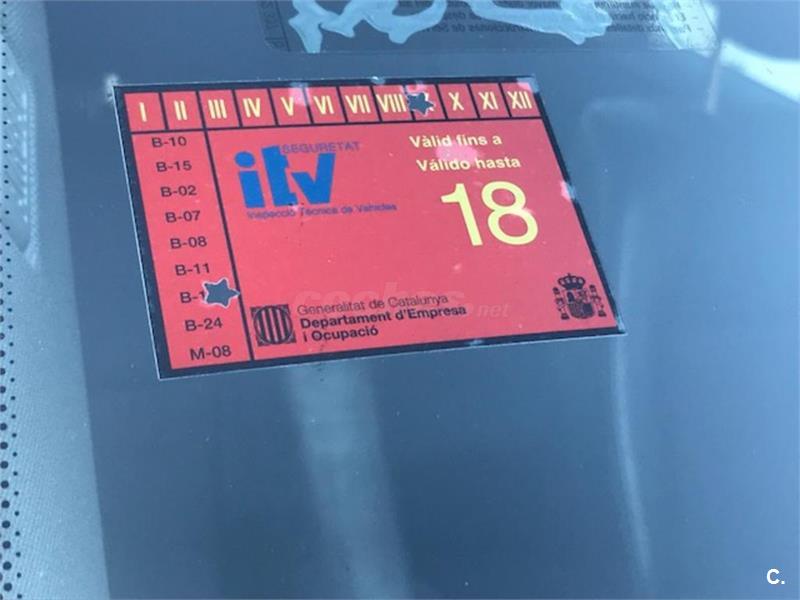 I II III IV V VI VII VIII X XI XII
B-10
B-15
B-02
B-07
B-08
B-11
B-1
B-24
M-08
SEGURETAT
itv
Inspecció Tècnica de Vehicles
Vàlid fins a
Válido hasta
18
Generalitat de Catalunya
Departament d'Empresa
i Ocupació
coches.net
C.